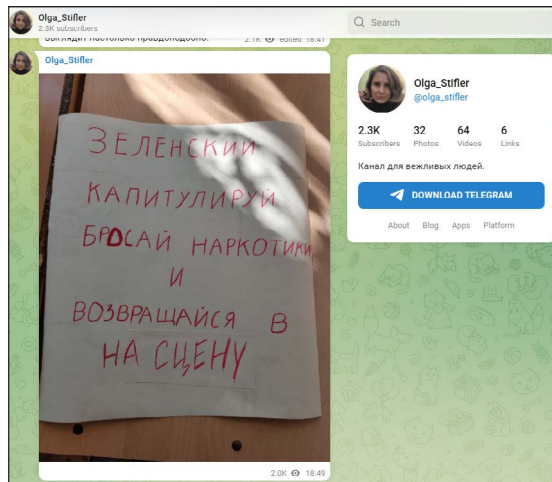 Olga_Stifler
2.3K subscribers
Search
выглядит настолько правдоподобно.
2.1K edited 18:41
Olga_Stifler
ЗЕЛЕНСКИЙ
КАПИТУЛИРУЙ
БРОСАЙ НАРКОТИКИ
И
ВОЗВРАЩАЙСЯ В
НА СЦЕНУ
2.0K 18:49
Olga_Stifler
@olga_stifler
2.3K 32 64 6
Subscribers Photos Videos Links
Канал для вежливых людей.
DOWNLOAD TELEGRAM
About Blog Apps Platform